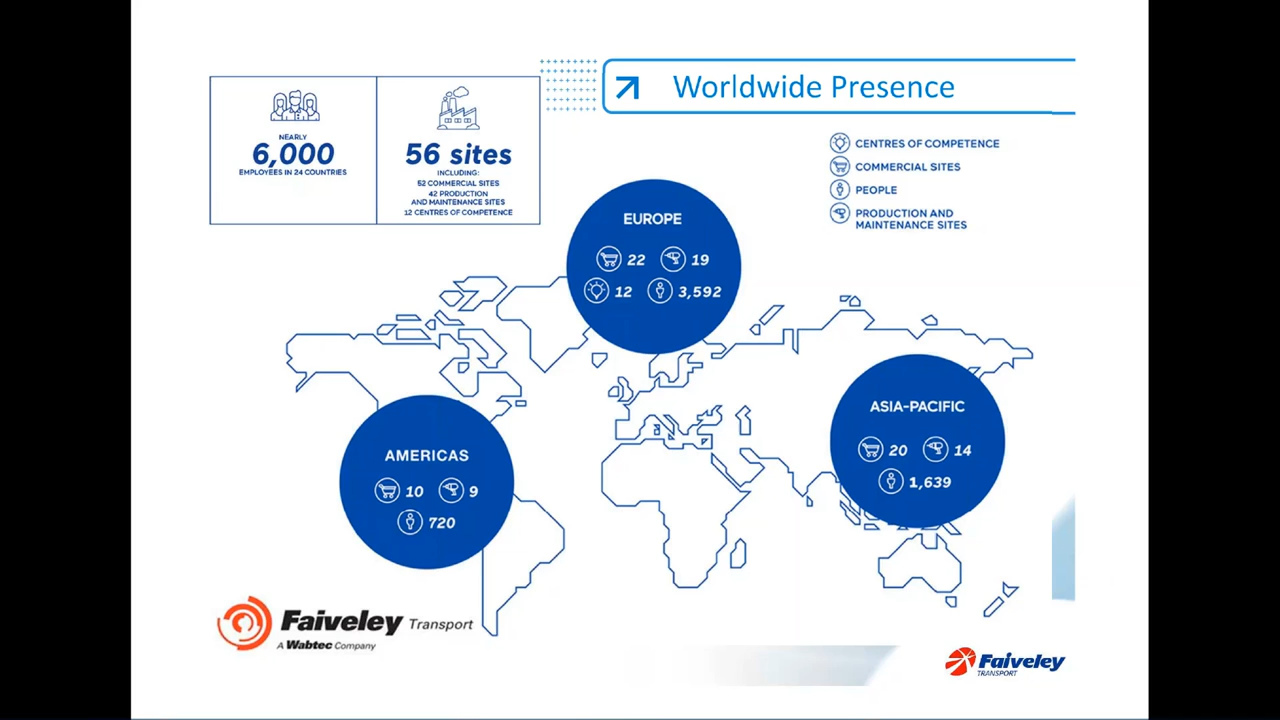 Worldwide Presence
NEARLY
6,000
EMPLOYEES IN 24 COUNTRIES
56 sites
INCLUDING:
52 COMMERCIAL SITES
42 PRODUCTION
AND MAINTENANCE SITES
12 CENTRES OF COMPETENCE
CENTRES OF COMPETENCE
COMMERCIAL SITES
PEOPLE
PRODUCTION AND
MAINTENANCE SITES
EUROPE
22 19
12 3,592
ASIA-PACIFIC
20 14
1,639
AMERICAS
10 9
720
Faiveley Transport
A Wabtec Company
Faiveley
TRANSPORT